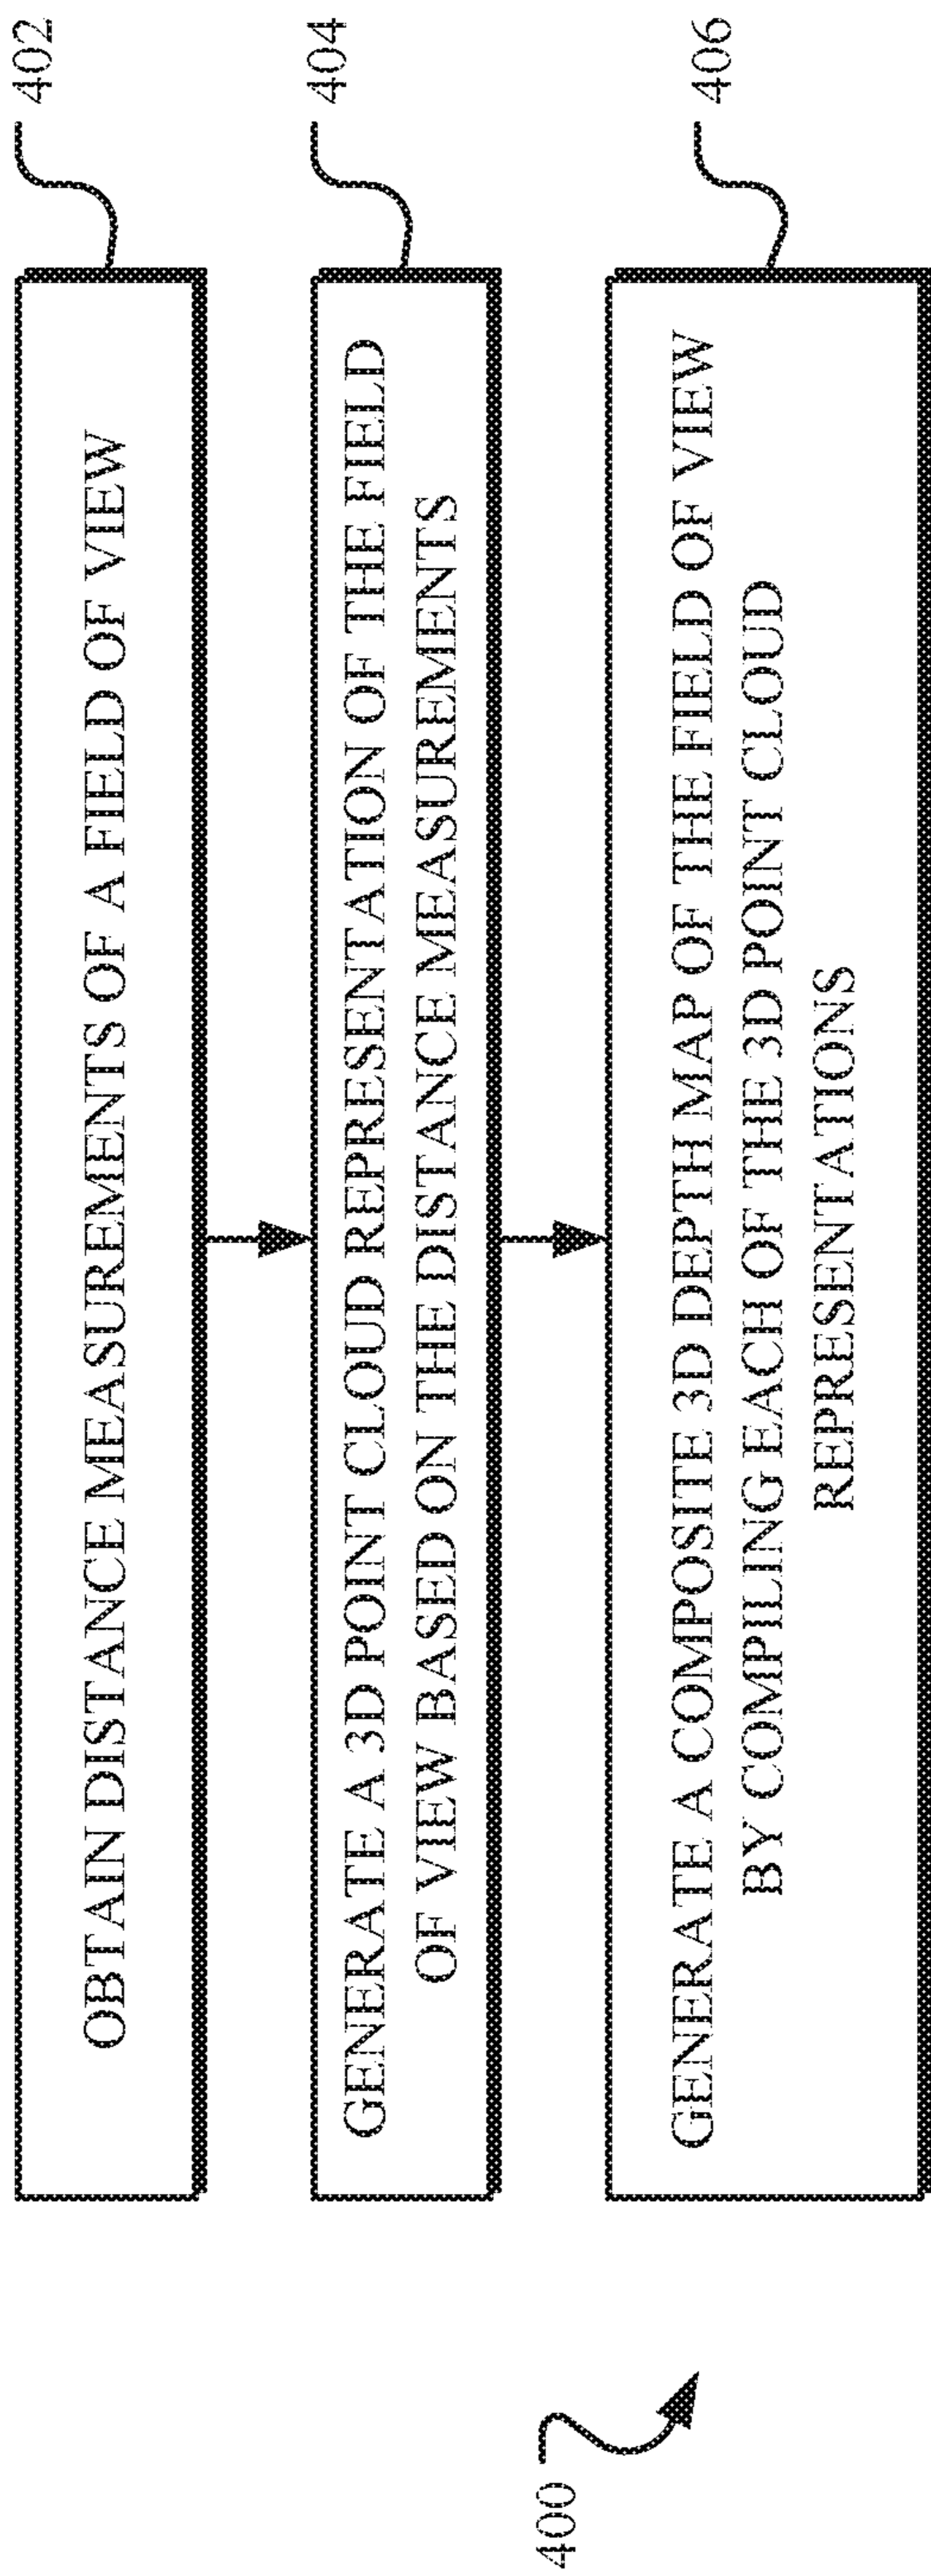 OBTAIN DISTANCE MEASUREMENTS OF A FIELD OF VIEW
402
GENERATE A 3D POINT CLOUD REPRESENTATION OF THE FIELD
OF VIEW BASED ON THE DISTANCE MEASUREMENTS
404
GENERATE A COMPOSITE 3D DEPTH MAP OF THE FIELD OF VIEW
BY COMPILING EACH OF THE 3D POINT CLOUD
REPRESENTATIONS
406
400